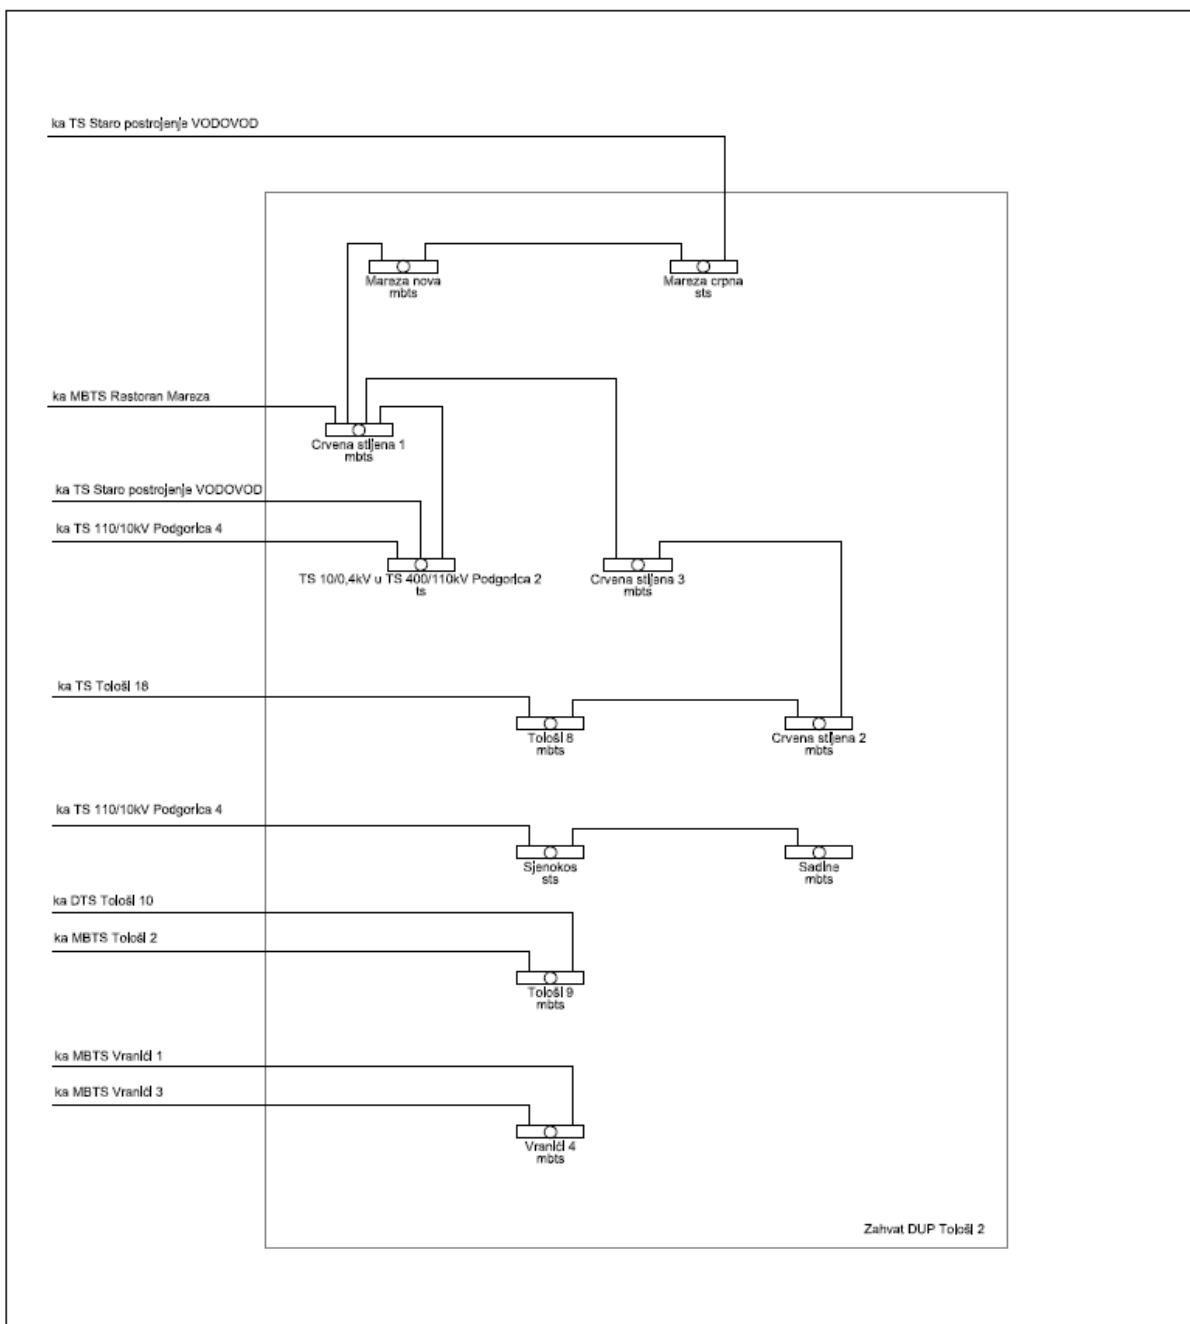 ka TS Staro postrojenje VODOVOD
Mareza nova
mbts
Mareza crpna
sts
ka MBTS Restoran Mareza
Crvena stijena 1
mbts
ka TS Staro postrojenje VODOVOD
ka TS 110/10kV Podgorica 4
TS 10/0,4kV u TS 400/110kV Podgorica 2
ts
Crvena stijena 3
mbts
ka TS Tološi 18
Tološi 8
mbts
Crvena stijena 2
mbts
ka TS 110/10kV Podgorica 4
Sjenokos
sts
Sadine
mbts
ka DTS Tološi 10
ka MBTS Tološi 2
Tološi 9
mbts
ka MBTS Vranići 1
ka MBTS Vranići 3
Vranići 4
mbts
Zahvat DUP Tološi 2